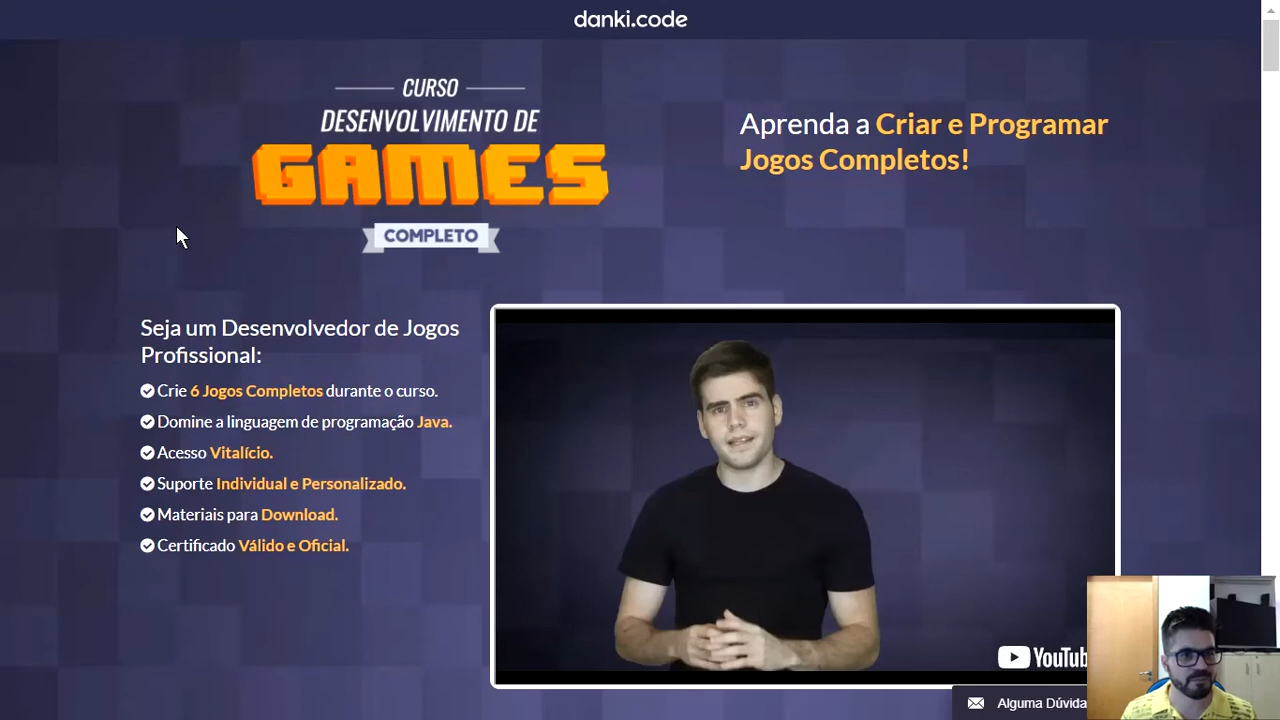 danki.code
CURSO
DESENVOLVIMENTO DE
GAMES
COMPLETO
Aprenda a Criar e Programar
Jogos Completos!
Seja um Desenvolvedor de Jogos
Profissional:
Crie 6 Jogos Completos durante o curso.
Domine a linguagem de programação Java.
Acesso Vitalício.
Suporte Individual e Personalizado.
Materiais para Download.
Certificado Válido e Oficial.
YouTub
Alguma Dúvida